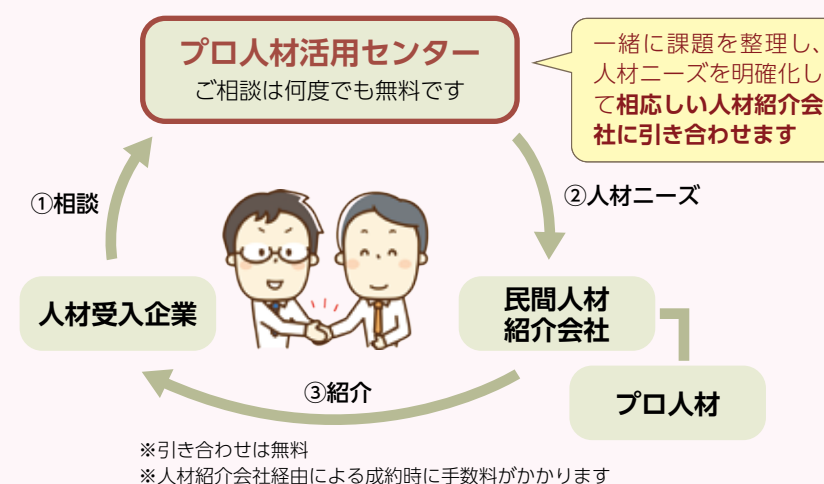 プロ人材活用センター
ご相談は何度でも無料です
一緒に課題を整理し、
人材ニーズを明確化し
て相応しい人材紹介会
社に引き合わせます
①相談
②人材ニーズ
人材受入企業
民間人材
紹介会社
③紹介
プロ人材
※引き合わせは無料
※人材紹介会社経由による成約時に手数料がかかります